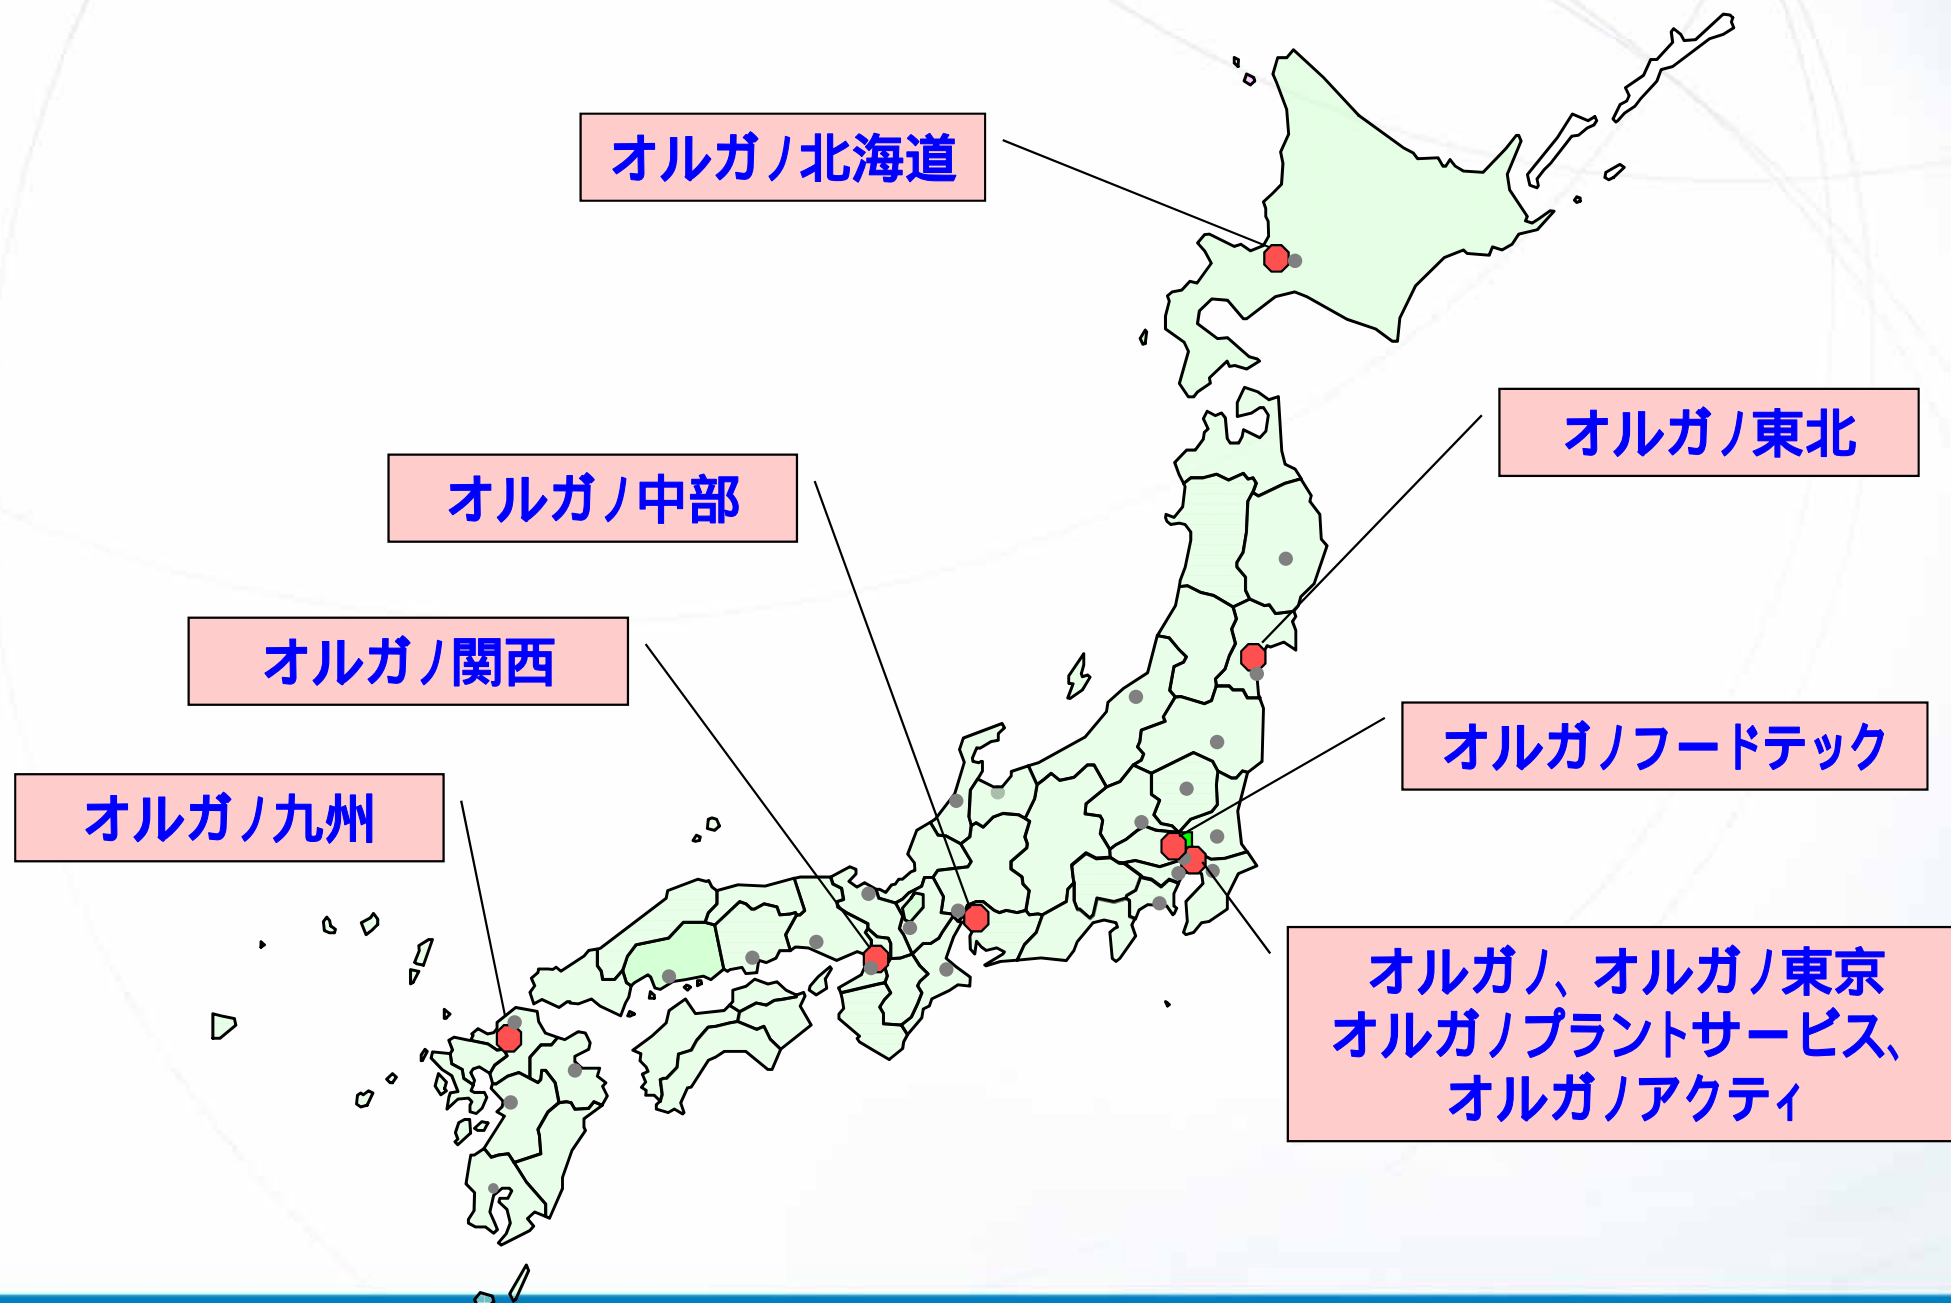 オルガノ北海道
オルガノ東北
オルガノ中部
オルガノ関西
オルガノフードテック
オルガノ九州
オルガノ、オルガノ東京
オルガノプラントサービス、
オルガノアクティ